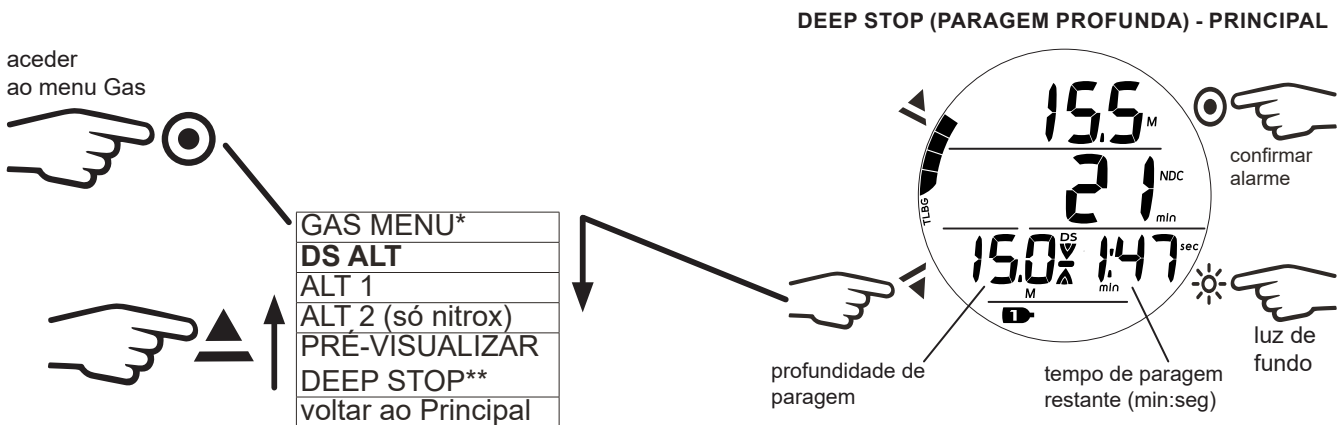 DEEP STOP (PARAGEM PROFUNDA) - PRINCIPAL
aceder
ao menu Gas
GAS MENU*
DS ALT
ALT 1
ALT 2 (só nitrox)
PRÉ-VISUALIZAR
DEEP STOP**
voltar ao Principal
15.5 M
21 NDC
min
TLBG
15.0 DS 1:47 sec
M min
1
confirmar
alarme
luz de
fundo
profundidade de
paragem
tempo de paragem
restante (min:seg)